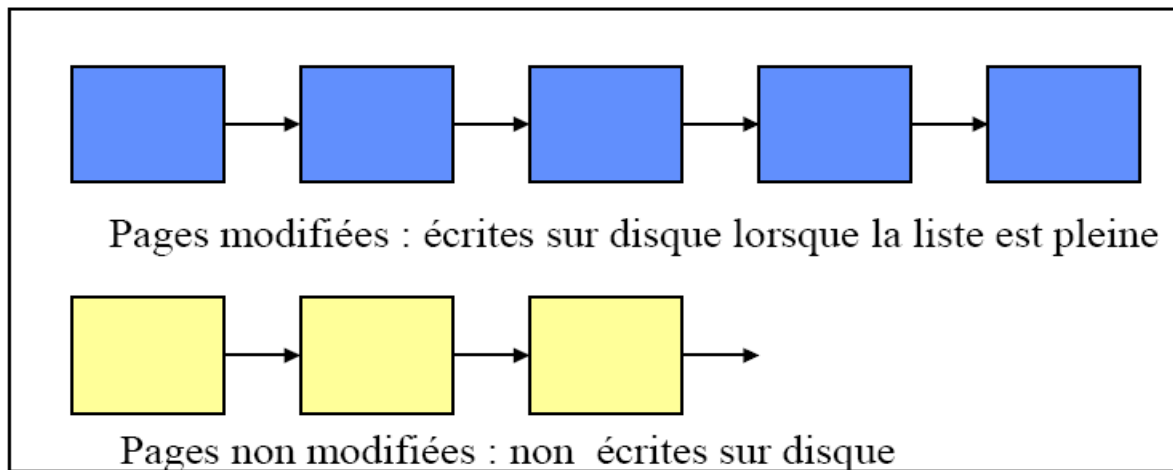 Pages modifiées : écrites sur disque lorsque la liste est pleine
Pages non modifiées : non  écrites sur disque